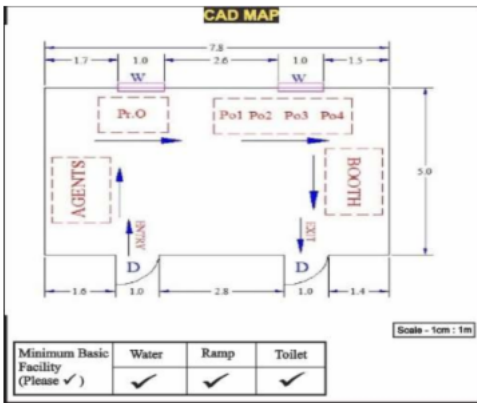 CAD MAP
7.8
1.7 1.0 2.6 1.0 1.5
W W
Pr.O Po1 Po2 Po3 Po4
5.0
AGENTS BOOTH
ENTRY EXIT
D D
1.6 1.0 2.8 1.0 1.4
Scale - 1cm : 1m
Minimum Basic Water Ramp Toilet
Facility
(Please ✓) ✓ ✓ ✓